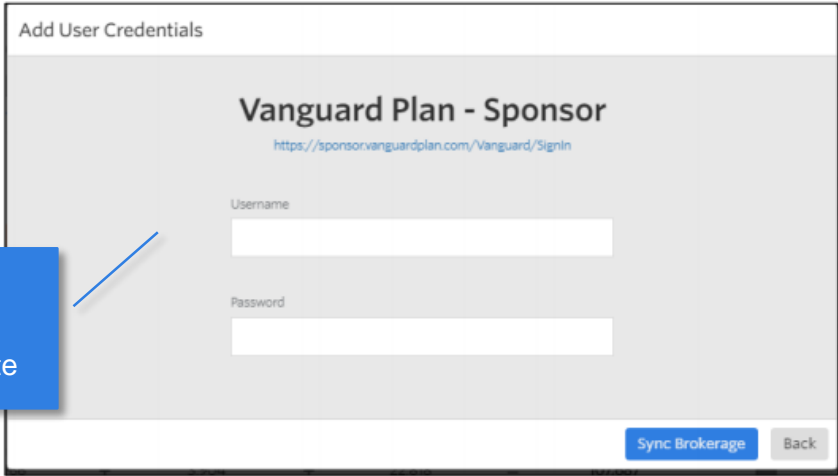 Add User Credentials
Vanguard Plan - Sponsor
https://sponsor.vanguardplan.com/Vanguard/SignIn
Username
Password
Sync Brokerage
Back